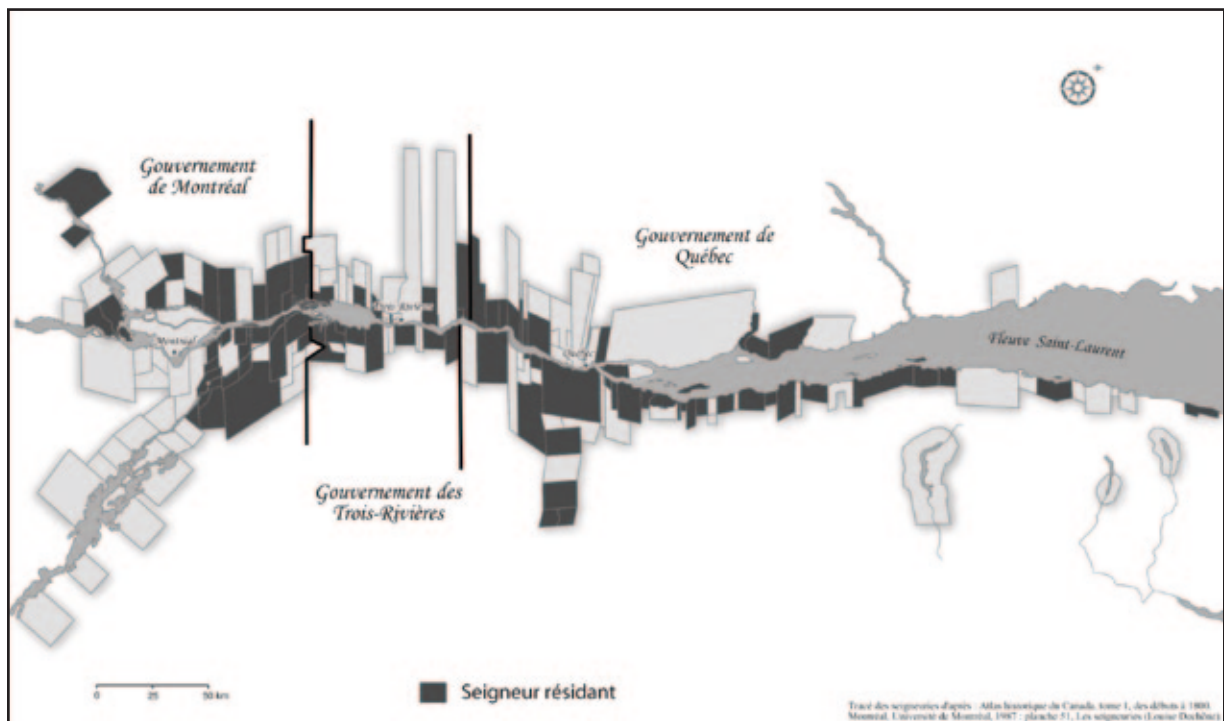 Gouvernement
de Montréal
Gouvernement de
Québec
Trois-Rivières
Montréal
Québec
Fleuve Saint-Laurent
Gouvernement des
Trois-Rivières
0 25 50 km
Seigneur résidant
Tracé des seigneuries d'après : Atlas historique du Canada, tome 1, des débuts à 1800.
Montréal, Université de Montréal, 1987 : planche 51, Les seigneuries (Louise Dechêne)